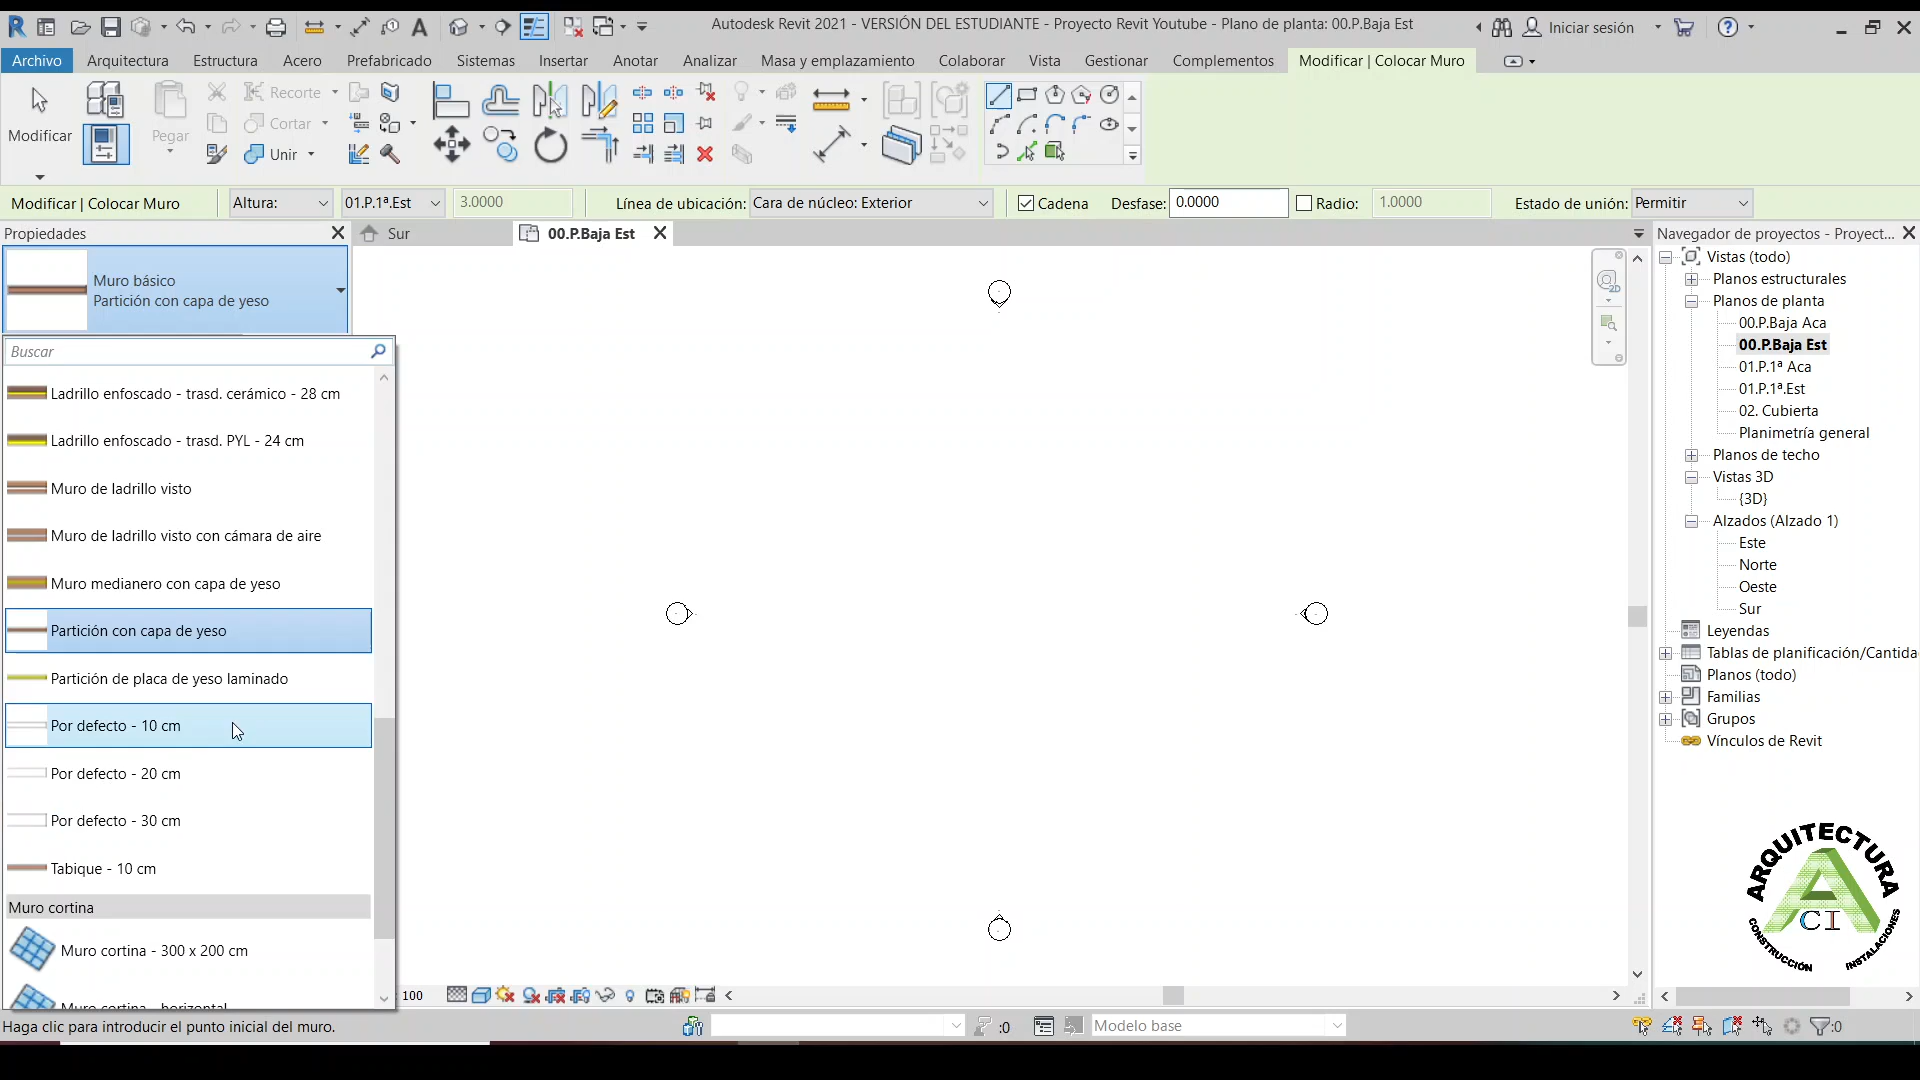 Autodesk Revit 2021 - VERSIÓN DEL ESTUDIANTE - Proyecto Revit Youtube - Plano de planta: 00.P.Baja Est
Iniciar sesión
Archivo Arquitectura Estructura Acero Prefabricado Sistemas Insertar Anotar Analizar Masa y emplazamiento Colaborar Vista Gestionar Complementos Modificar | Colocar Muro
Modificar
Pegar
Recorte
Cortar
Unir
Modificar | Colocar Muro Altura: 01.P.1ª.Est 3.0000 Línea de ubicación: Cara de núcleo: Exterior Cadena Desfase: 0.0000 Radio: 1.0000 Estado de unión: Permitir
Propiedades
Sur
00.P.Baja Est
Navegador de proyectos - Proyect...
Muro básico
Partición con capa de yeso
Buscar
Ladrillo enfoscado - trasd. cerámico - 28 cm
Ladrillo enfoscado - trasd. PYL - 24 cm
Muro de ladrillo visto
Muro de ladrillo visto con cámara de aire
Muro medianero con capa de yeso
Partición con capa de yeso
Partición de placa de yeso laminado
Por defecto - 10 cm
Por defecto - 20 cm
Por defecto - 30 cm
Tabique - 10 cm
Muro cortina
Muro cortina - 300 x 200 cm
Muro cortina - horizontal
2D
Vistas (todo)
Planos estructurales
Planos de planta
00.P.Baja Aca
00.P.Baja Est
01.P.1ª Aca
01.P.1ª.Est
02. Cubierta
Planimetría general
Planos de techo
Vistas 3D
{3D}
Alzados (Alzado 1)
Este
Norte
Oeste
Sur
Leyendas
Tablas de planificación/Cantida
Planos (todo)
Familias
Grupos
Vínculos de Revit
ARQUITECTURA
CI
CONSTRUCCIÓN
INSTALACIONES
100
Haga clic para introducir el punto inicial del muro.
:0
Modelo base
:0